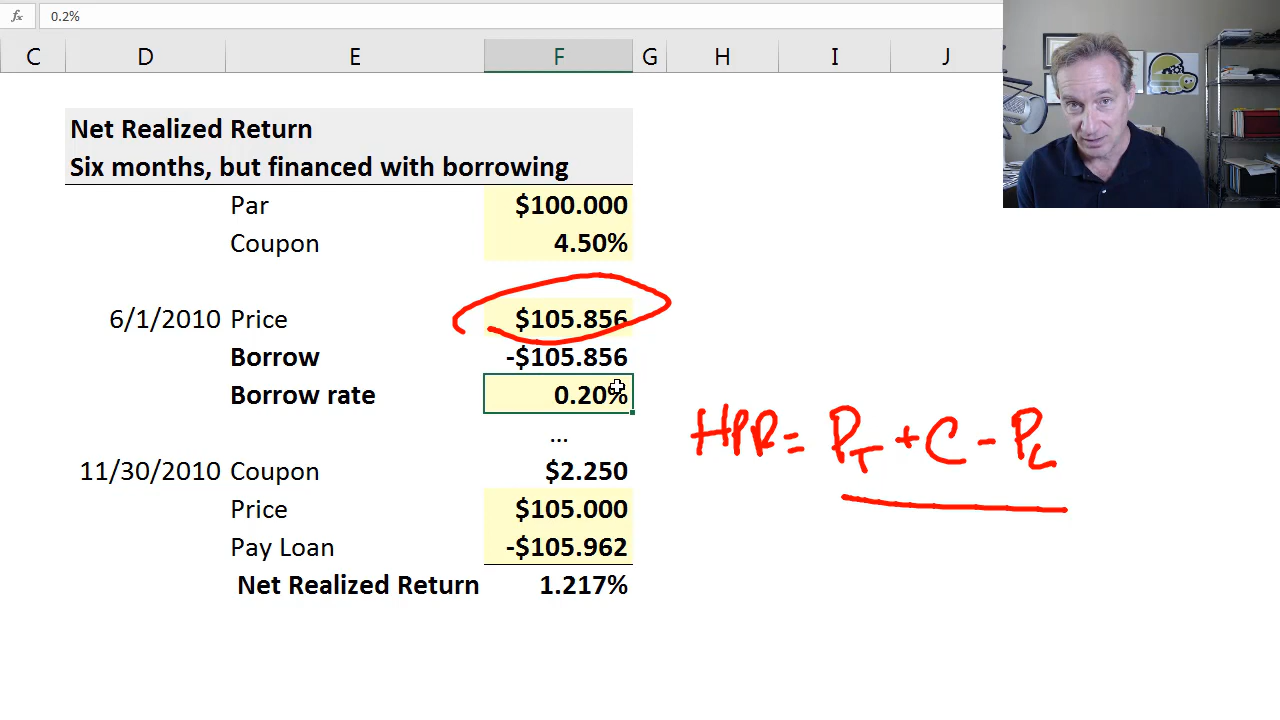 fx 0.2%
C D E F G H I J
Net Realized Return
Six months, but financed with borrowing
Par $100.000
Coupon 4.50%
6/1/2010 Price $105.856
Borrow -$105.856
Borrow rate 0.20%
...
HPR = PT + C - PL
11/30/2010 Coupon $2.250
Price $105.000
Pay Loan -$105.962
Net Realized Return 1.217%